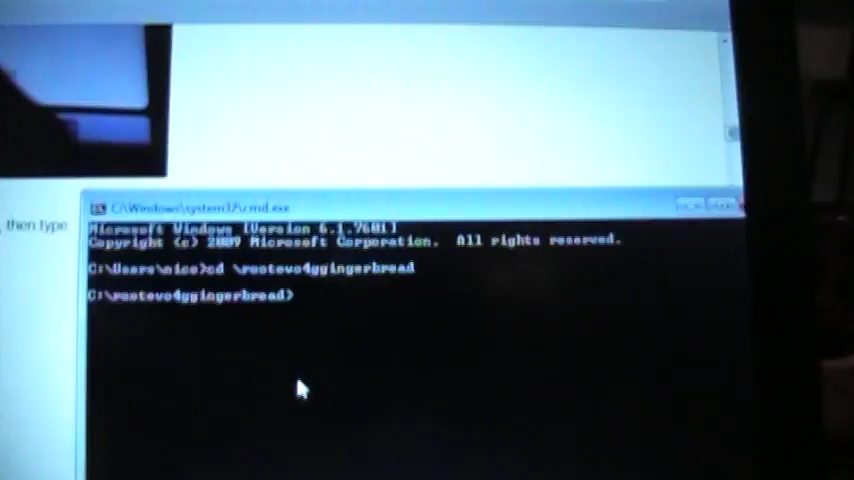 , then type
C:\Windows\system32\cmd.exe
Microsoft Windows [Version 6.1.7601]
Copyright (c) 2009 Microsoft Corporation.  All rights reserved.
C:\Users\nico>cd \rootevo4ggingerbread
C:\rootevo4ggingerbread>